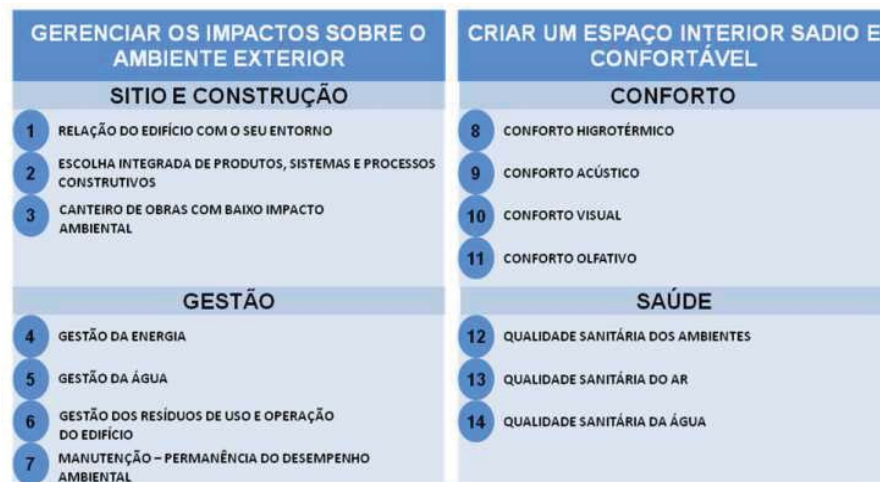 GERENCIAR OS IMPACTOS SOBRE O
AMBIENTE EXTERIOR
SITIO E CONSTRUÇÃO
1 RELAÇÃO DO EDIFÍCIO COM O SEU ENTORNO
2 ESCOLHA INTEGRADA DE PRODUTOS, SISTEMAS E PROCESSOS
CONSTRUTIVOS
3 CANTEIRO DE OBRAS COM BAIXO IMPACTO
AMBIENTAL
GESTÃO
4 GESTÃO DA ENERGIA
5 GESTÃO DA ÁGUA
6 GESTÃO DOS RESÍDUOS DE USO E OPERAÇÃO
DO EDIFÍCIO
7 MANUTENÇÃO – PERMANÊNCIA DO DESEMPENHO
AMBIENTAL
CRIAR UM ESPAÇO INTERIOR SADIO E
CONFORTÁVEL
CONFORTO
8 CONFORTO HIGROTÉRMICO
9 CONFORTO ACÚSTICO
10 CONFORTO VISUAL
11 CONFORTO OLFATIVO
SAÚDE
12 QUALIDADE SANITÁRIA DOS AMBIENTES
13 QUALIDADE SANITÁRIA DO AR
14 QUALIDADE SANITÁRIA DA ÁGUA